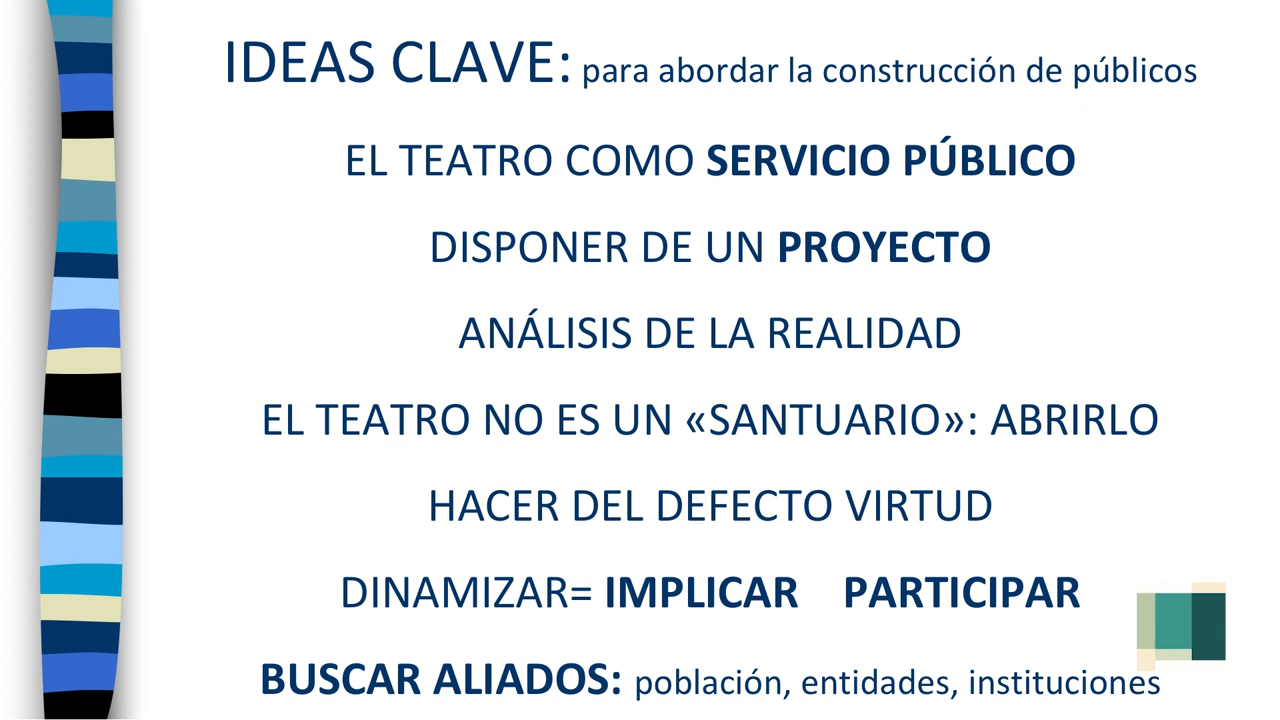 IDEAS CLAVE: para abordar la construcción de públicos
EL TEATRO COMO SERVICIO PÚBLICO
DISPONER DE UN PROYECTO
ANÁLISIS DE LA REALIDAD
EL TEATRO NO ES UN «SANTUARIO»: ABRIRLO
HACER DEL DEFECTO VIRTUD
DINAMIZAR= IMPLICAR PARTICIPAR
BUSCAR ALIADOS: población, entidades, instituciones